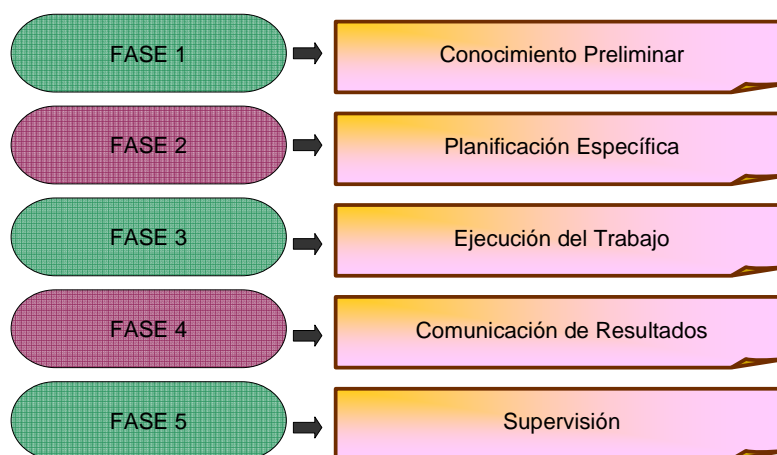 FASE 1
Conocimiento Preliminar
FASE 2
Planificación Específica
FASE 3
Ejecución del Trabajo
FASE 4
Comunicación de Resultados
FASE 5
Supervisión